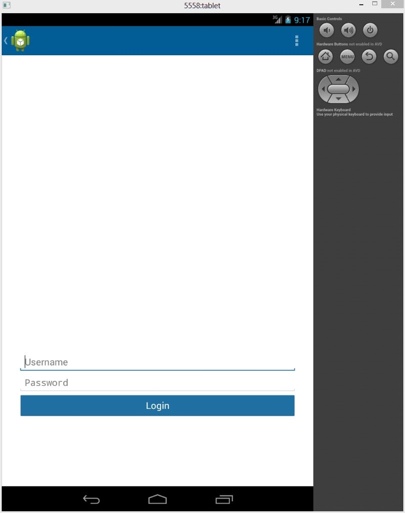 5558:tablet
3G 9:17
Basic Controls
Hardware Buttons not enabled in AVD
MENU
DPAD not enabled in AVD
Hardware Keyboard
Use your physical keyboard to provide input
Username
Password
Login